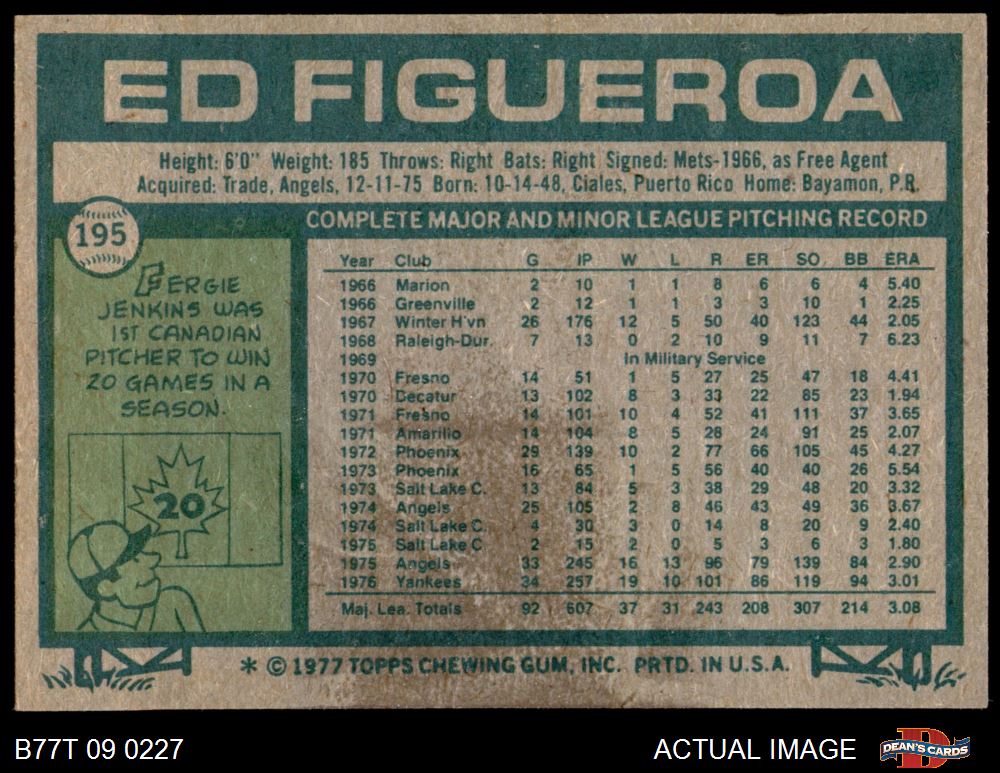 ED FIGUEROA
Height: 6'0" Weight: 185 Throws: Right Bats: Right Signed: Mets-1966, as Free Agent
Acquired: Trade, Angels, 12-11-75 Born: 10-14-48, Ciales, Puerto Rico Home: Bayamon, P.R.
195
FERGIE
JENKINS WAS
1ST CANADIAN
PITCHER TO WIN
20 GAMES IN A
SEASON.
20
COMPLETE MAJOR AND MINOR LEAGUE PITCHING RECORD
Year Club G IP W L R ER SO BB ERA
1966 Marion 2 10 1 1 8 6 6 4 5.40
1966 Greenville 2 12 1 1 3 3 10 1 2.25
1967 Winter H'vn 26 176 12 5 50 40 123 44 2.05
1968 Raleigh-Dur. 7 13 0 2 10 9 11 7 6.23
1969 In Military Service
1970 Fresno 14 51 1 5 27 25 47 18 4.41
1970 Decatur 13 102 8 3 33 22 85 23 1.94
1971 Fresno 14 101 10 4 52 41 111 37 3.65
1971 Amarillo 14 104 8 5 28 24 91 25 2.07
1972 Phoenix 29 139 10 2 77 66 105 45 4.27
1973 Phoenix 16 65 1 5 56 40 40 26 5.54
1973 Salt Lake C. 13 84 5 3 38 29 48 20 3.32
1974 Angels 25 105 2 8 46 43 49 36 3.67
1974 Salt Lake C. 4 30 3 0 14 8 20 9 2.40
1975 Salt Lake C 2 15 2 0 5 3 6 3 1.80
1975 Angels 33 245 16 13 96 79 139 84 2.90
1976 Yankees 34 257 19 10 101 86 119 94 3.01
Maj. Lea. Totals 92 607 37 31 243 208 307 214 3.08
* © 1977 TOPPS CHEWING GUM, INC. PRTD. IN U.S.A.
B77T 09 0227
ACTUAL IMAGE
DEAN'S CARDS